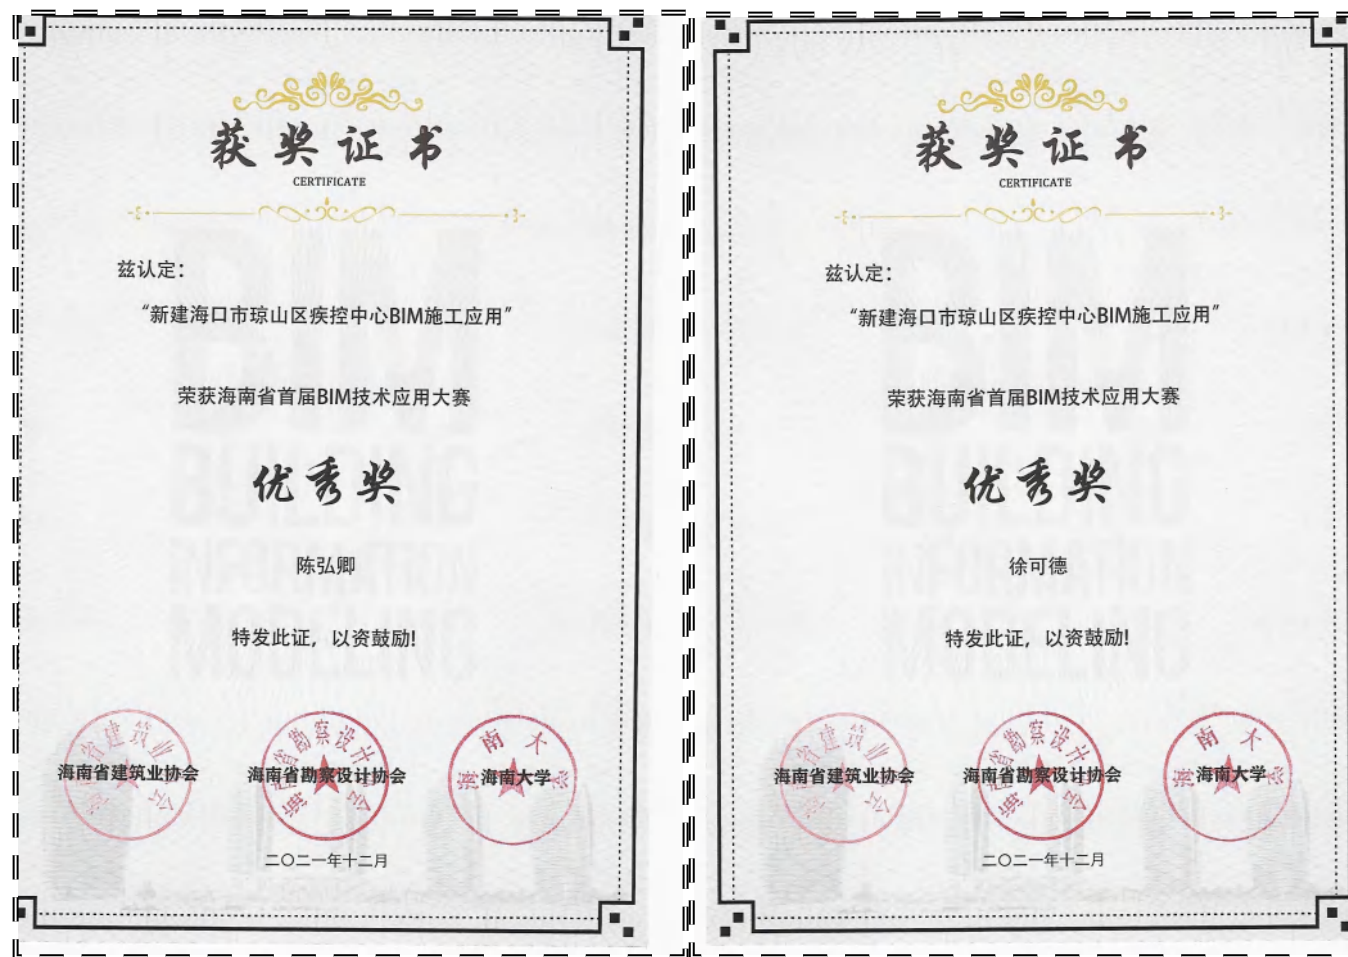 获奖证书
CERTIFICATE
兹认定：
“新建海口市琼山区疾控中心BIM施工应用”
荣获海南省首届BIM技术应用大赛
优秀奖
陈弘卿
特发此证，以资鼓励!
海南省建筑业协会
海南省勘察设计协会
海南大学
二〇二一年十二月
BIM
BUILDING
INFORMATION
MODELING
获奖证书
CERTIFICATE
兹认定：
“新建海口市琼山区疾控中心BIM施工应用”
荣获海南省首届BIM技术应用大赛
优秀奖
徐可德
特发此证，以资鼓励!
海南省建筑业协会
海南省勘察设计协会
海南大学
二〇二一年十二月
BIM
BUILDING
INFORMATION
MODELING